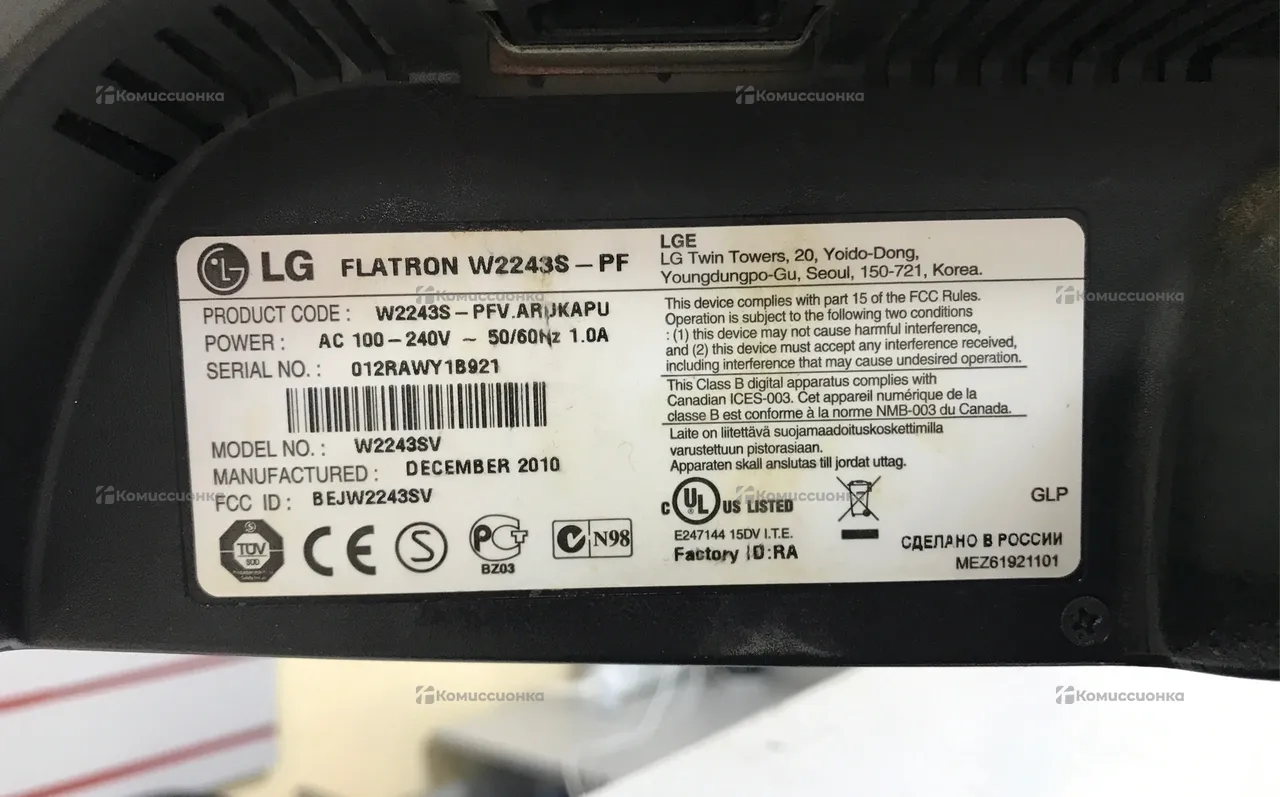 LG FLATRON W2243S – PF
PRODUCT CODE : W2243S – PFV.ARUKAPU
POWER : AC 100–240V ~ 50/60Hz 1.0A
SERIAL NO. : 012RAWY1B921
MODEL NO. : W2243SV
MANUFACTURED : DECEMBER 2010
FCC ID : BEJW2243SV
TÜV
SÜD
CE
S
PCT
BZ03
N98
LGE
LG Twin Towers, 20, Yoido-Dong,
Youngdungpo-Gu, Seoul, 150-721, Korea.
This device complies with part 15 of the FCC Rules.
Operation is subject to the following two conditions
: (1) this device may not cause harmful interference,
and (2) this device must accept any interference received,
including interference that may cause undesired operation.
This Class B digital apparatus complies with
Canadian ICES-003. Cet appareil numérique de la
classe B est conforme à la norme NMB-003 du Canada.
Laite on liitettävä suojamaadoituskoskettimilla
varustettuun pistorasiaan.
Apparaten skall anslutas till jordat uttag.
C UL US LISTED
E247144 15DV I.T.E.
Factory ID:RA
GLP
СДЕЛАНО В РОССИИ
MEZ61921101
Комиссионка
Комиссионка
Комиссионка
Комиссионка
Комиссионка
Комиссионка
Комиссионка
Комиссионка